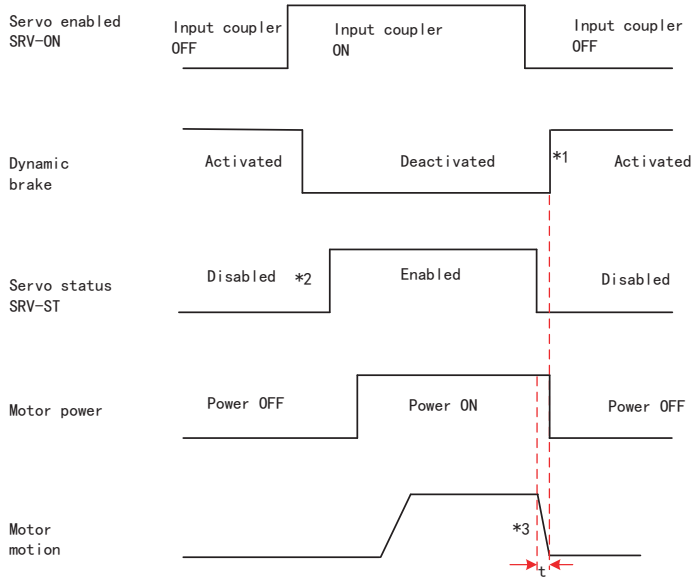 Servo enabled
SRV-ON
Input coupler
OFF
Input coupler
ON
Input coupler
OFF
Dynamic
brake
Activated
Deactivated
*1
Activated
Servo status
SRV-ST
Disabled
*2
Enabled
Disabled
Motor power
Power OFF
Power ON
Power OFF
Motor
motion
*3
t